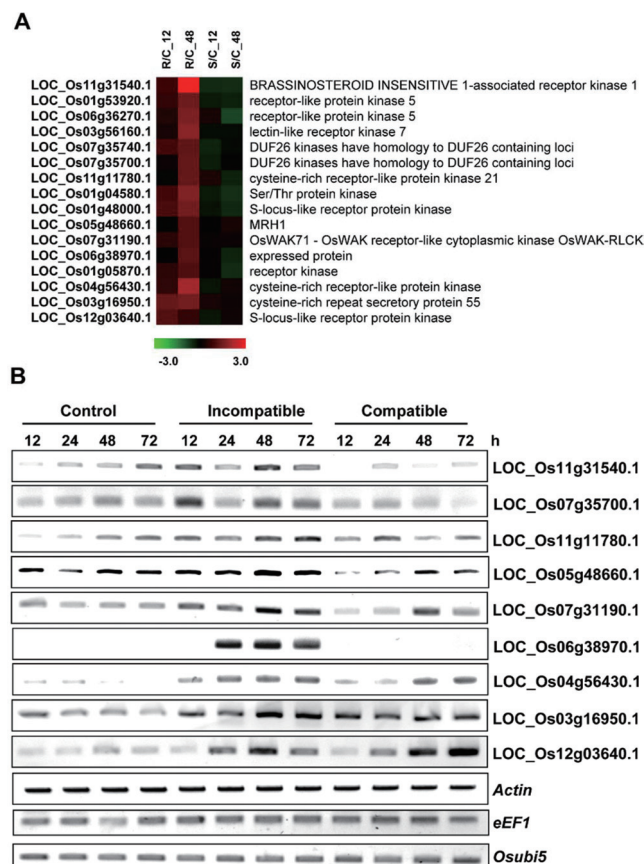 A
R/C_12 R/C_48 S/C_12 S/C_48
LOC_Os11g31540.1 BRASSINOSTEROID INSENSITIVE 1-associated receptor kinase 1
LOC_Os01g53920.1 receptor-like protein kinase 5
LOC_Os06g36270.1 receptor-like protein kinase 5
LOC_Os03g56160.1 lectin-like receptor kinase 7
LOC_Os07g35740.1 DUF26 kinases have homology to DUF26 containing loci
LOC_Os07g35700.1 DUF26 kinases have homology to DUF26 containing loci
LOC_Os11g11780.1 cysteine-rich receptor-like protein kinase 21
LOC_Os01g04580.1 Ser/Thr protein kinase
LOC_Os01g48000.1 S-locus-like receptor protein kinase
LOC_Os05g48660.1 MRH1
LOC_Os07g31190.1 OsWAK71 - OsWAK receptor-like cytoplasmic kinase OsWAK-RLCK
LOC_Os06g38970.1 expressed protein
LOC_Os01g05870.1 receptor kinase
LOC_Os04g56430.1 cysteine-rich receptor-like protein-kinase
LOC_Os03g16950.1 cysteine-rich repeat secretory protein 55
LOC_Os12g03640.1 S-locus-like receptor protein kinase
-3.0 3.0
B
Control Incompatible Compatible
12 24 48 72 12 24 48 72 12 24 48 72 h
LOC_Os11g31540.1
LOC_Os07g35700.1
LOC_Os11g11780.1
LOC_Os05g48660.1
LOC_Os07g31190.1
LOC_Os06g38970.1
LOC_Os04g56430.1
LOC_Os03g16950.1
LOC_Os12g03640.1
Actin
eEF1
Osubi5